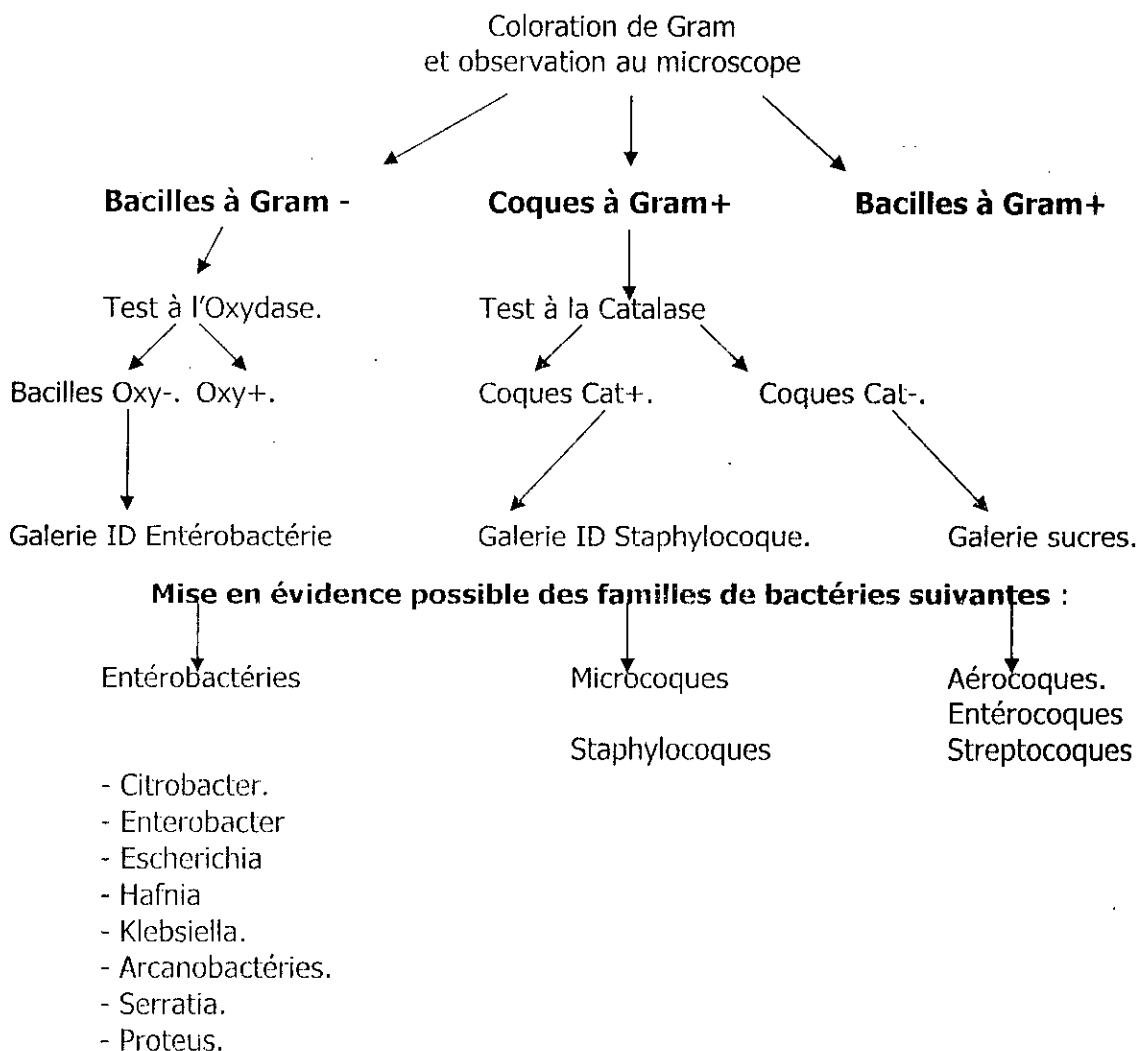 Coloration de Gram
et observation au microscope
Bacilles à Gram -
Coques à Gram+
Bacilles à Gram+
Test à l'Oxydase.
Test à la Catalase
Bacilles Oxy-. Oxy+.
Coques Cat+.
Coques Cat-.
Galerie ID Entérobactérie
Galerie ID Staphylocoque.
Galerie sucres.
Mise en évidence possible des familles de bactéries suivantes :
Entérobactéries
Microcoques
Aérocoques.
Entérocoques
Staphylocoques
Streptocoques
- Citrobacter.
- Enterobacter
- Escherichia
- Hafnia
- Klebsiella.
- Arcanobactéries.
- Serratia.
- Proteus.